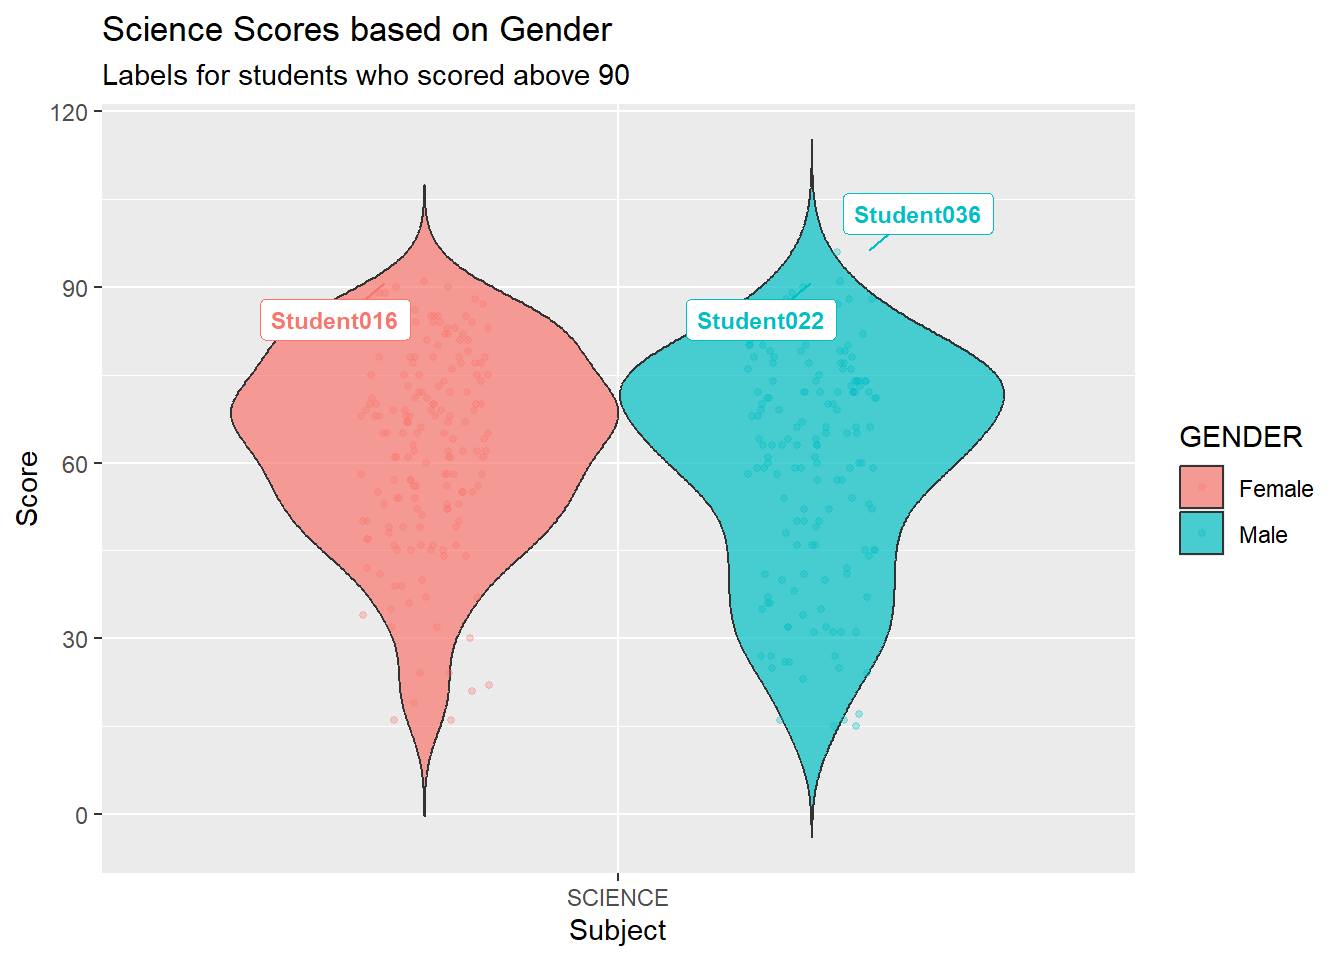 Science Scores based on Gender
Labels for students who scored above 90
120
90
60
30
0
Score
Student036
Student016
Student022
SCIENCE
Subject
GENDER
Female
Male